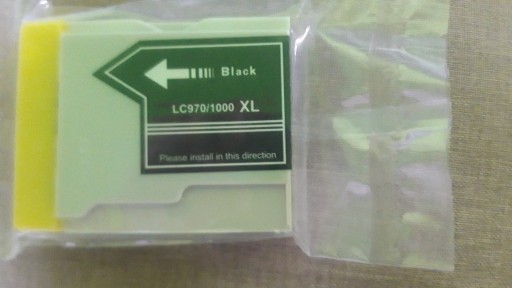 Black
LC970/1000 XL
Please install in this direction